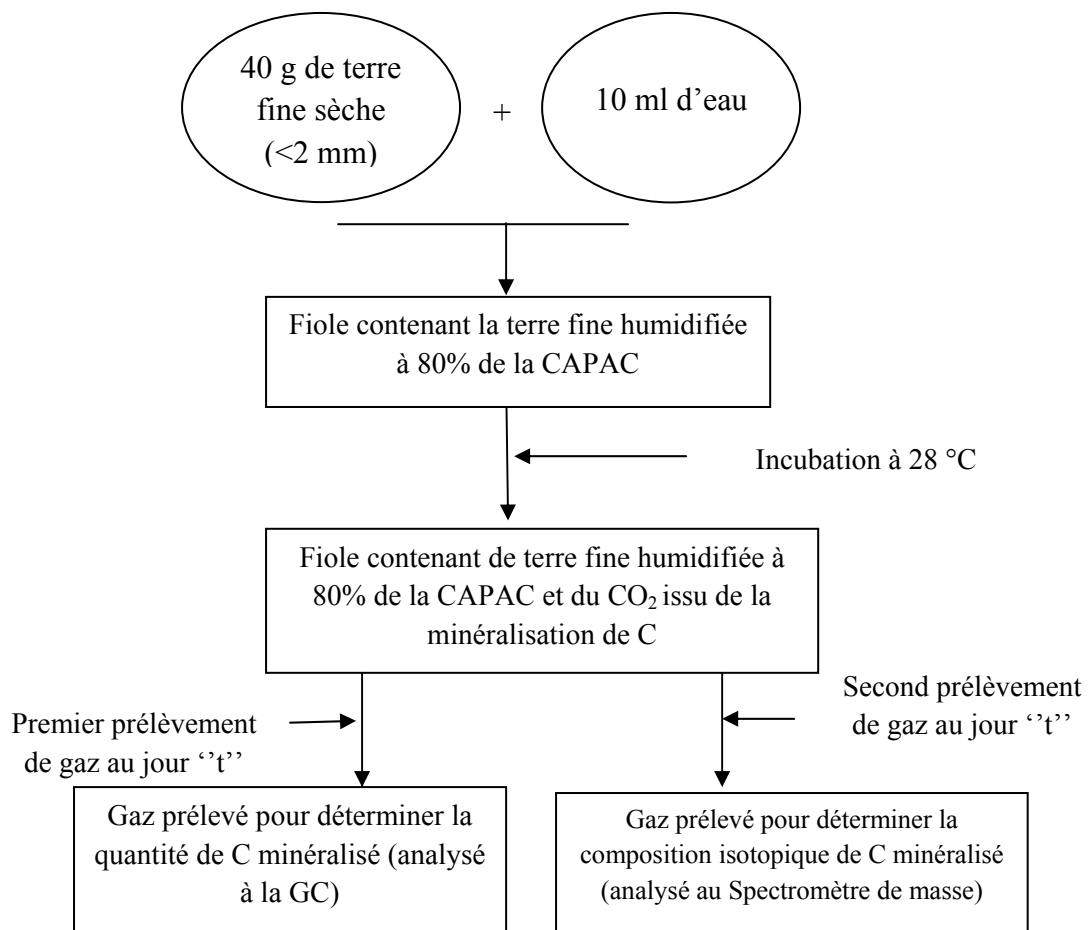 40 g de terre
fine sèche
(<2 mm)
+
10 ml d’eau
Fiole contenant la terre fine humidifiée
à 80% de la CAPAC
Incubation à 28 °C
Fiole contenant de terre fine humidifiée à
80% de la CAPAC et du CO₂ issu de la
minéralisation de C
Premier prélèvement
de gaz au jour ‘’t’’
Second prélèvement
de gaz au jour ‘’t’’
Gaz prélevé pour déterminer la
quantité de C minéralisé (analysé
à la GC)
Gaz prélevé pour déterminer la
composition isotopique de C minéralisé
(analysé au Spectromètre de masse)